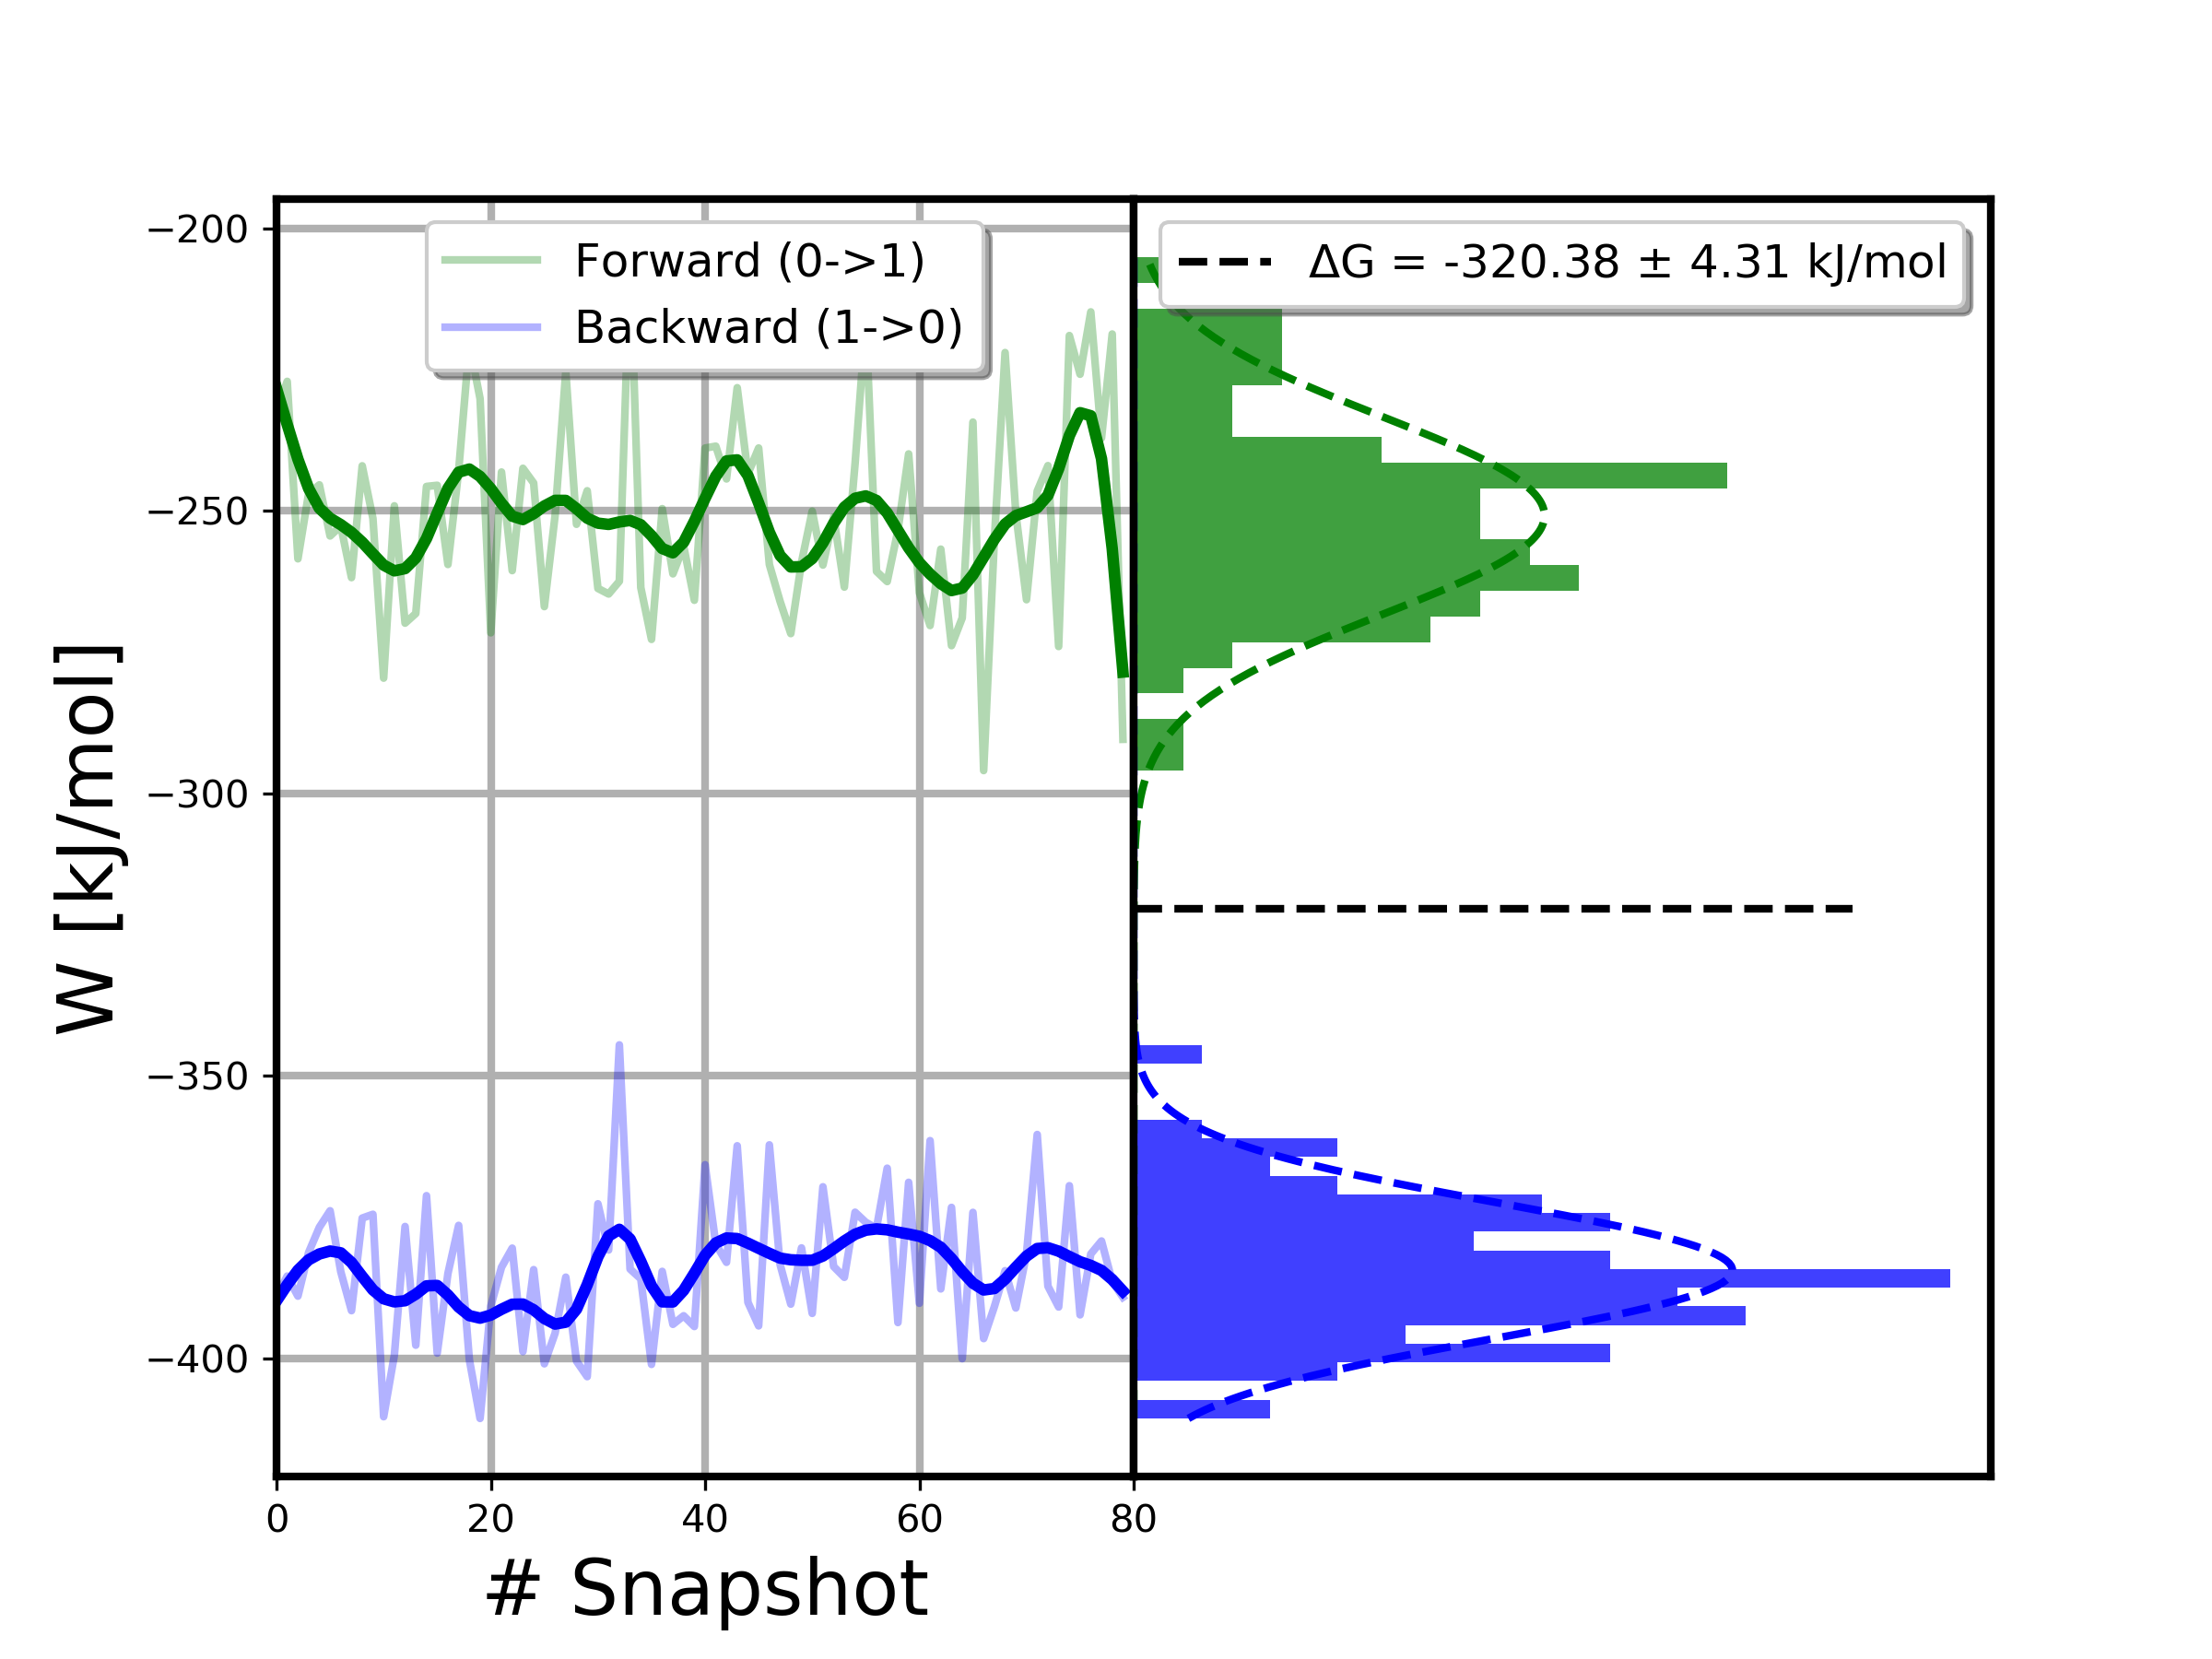 Forward (0->1)
Backward (1->0)
ΔG = -320.38 ± 4.31 kJ/mol
W [kJ/mol]
−200
−250
−300
−350
−400
0 20 40 60 80
# Snapshot